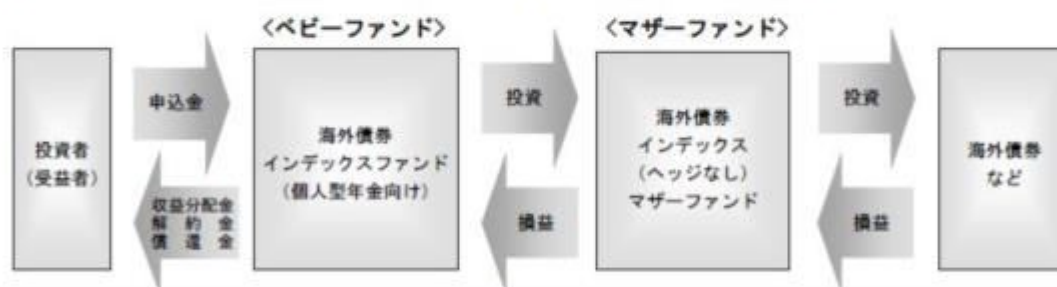 〈ベビーファンド〉
〈マザーファンド〉
投資者
(受益者)
申込金
収益分配金
解 約 金
償 還 金
海外債券
インデックスファンド
(個人型年金向け)
投資
損益
海外債券
インデックス
(ヘッジなし)
マザーファンド
投資
損益
海外債券
など